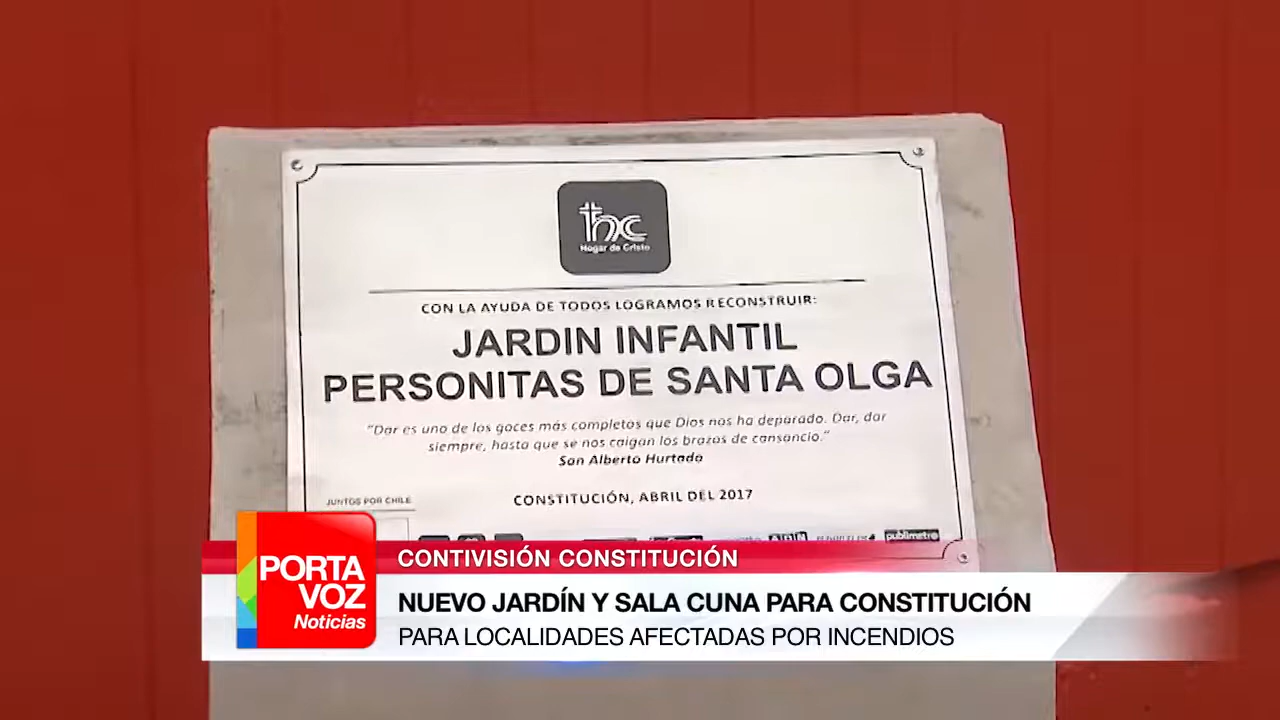 hc
Hogar de Cristo
CON LA AYUDA DE TODOS LOGRAMOS RECONSTRUIR:
JARDIN INFANTIL
PERSONITAS DE SANTA OLGA
"Dar es uno de los goces más completos que Dios nos ha deparado. Dar, dar
siempre, hasta que se nos caigan los brazos de cansancio."
San Alberto Hurtado
CONSTITUCIÓN, ABRIL DEL 2017
JUNTOS POR CHILE
ADN
publimetro
PORTA
VOZ
Noticias
CONTIVISIÓN CONSTITUCIÓN
NUEVO JARDÍN Y SALA CUNA PARA CONSTITUCIÓN
PARA LOCALIDADES AFECTADAS POR INCENDIOS